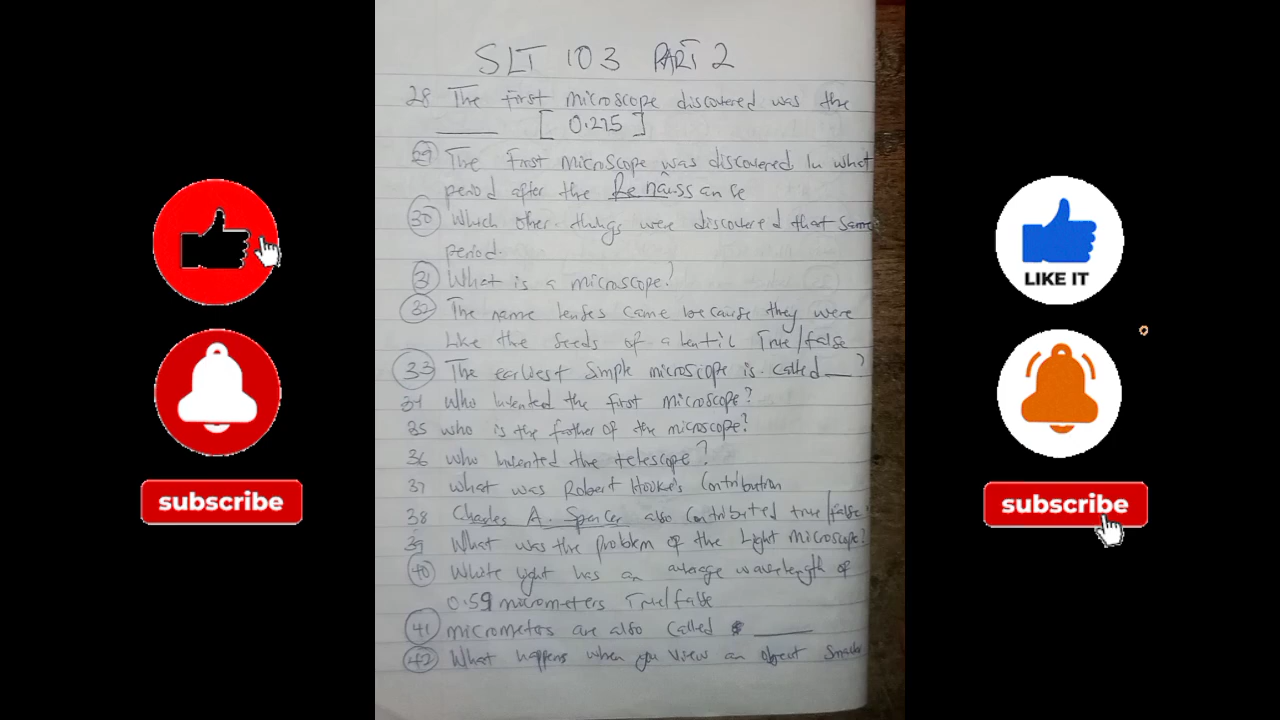 SLT 103 PART 2
28 The first microscope discovered was the
____ [0.275]
29 The First Microscope was discovered In what
period after the Renaussance
30 Which other things were discovered that same
period.
31 What is a microscope?
32 The name lenses came because they were
like the seeds of a lentil True/false
33 The earliest Simple microscope is called __?
34 Who Invented the first microscope?
35 who is the father of the microscope?
36 who Invented the telescope?
37 what was Robert Hooke's Contribution
38 Charles A. Spencer also Contributed true/false
39 What was the problem of the Light microscope?
40 White light has an average wavelength of
0.59 micrometers True/false
41 micrometers are also called ____
42 What happens when you view an object
subscribe
LIKE IT
subscribe